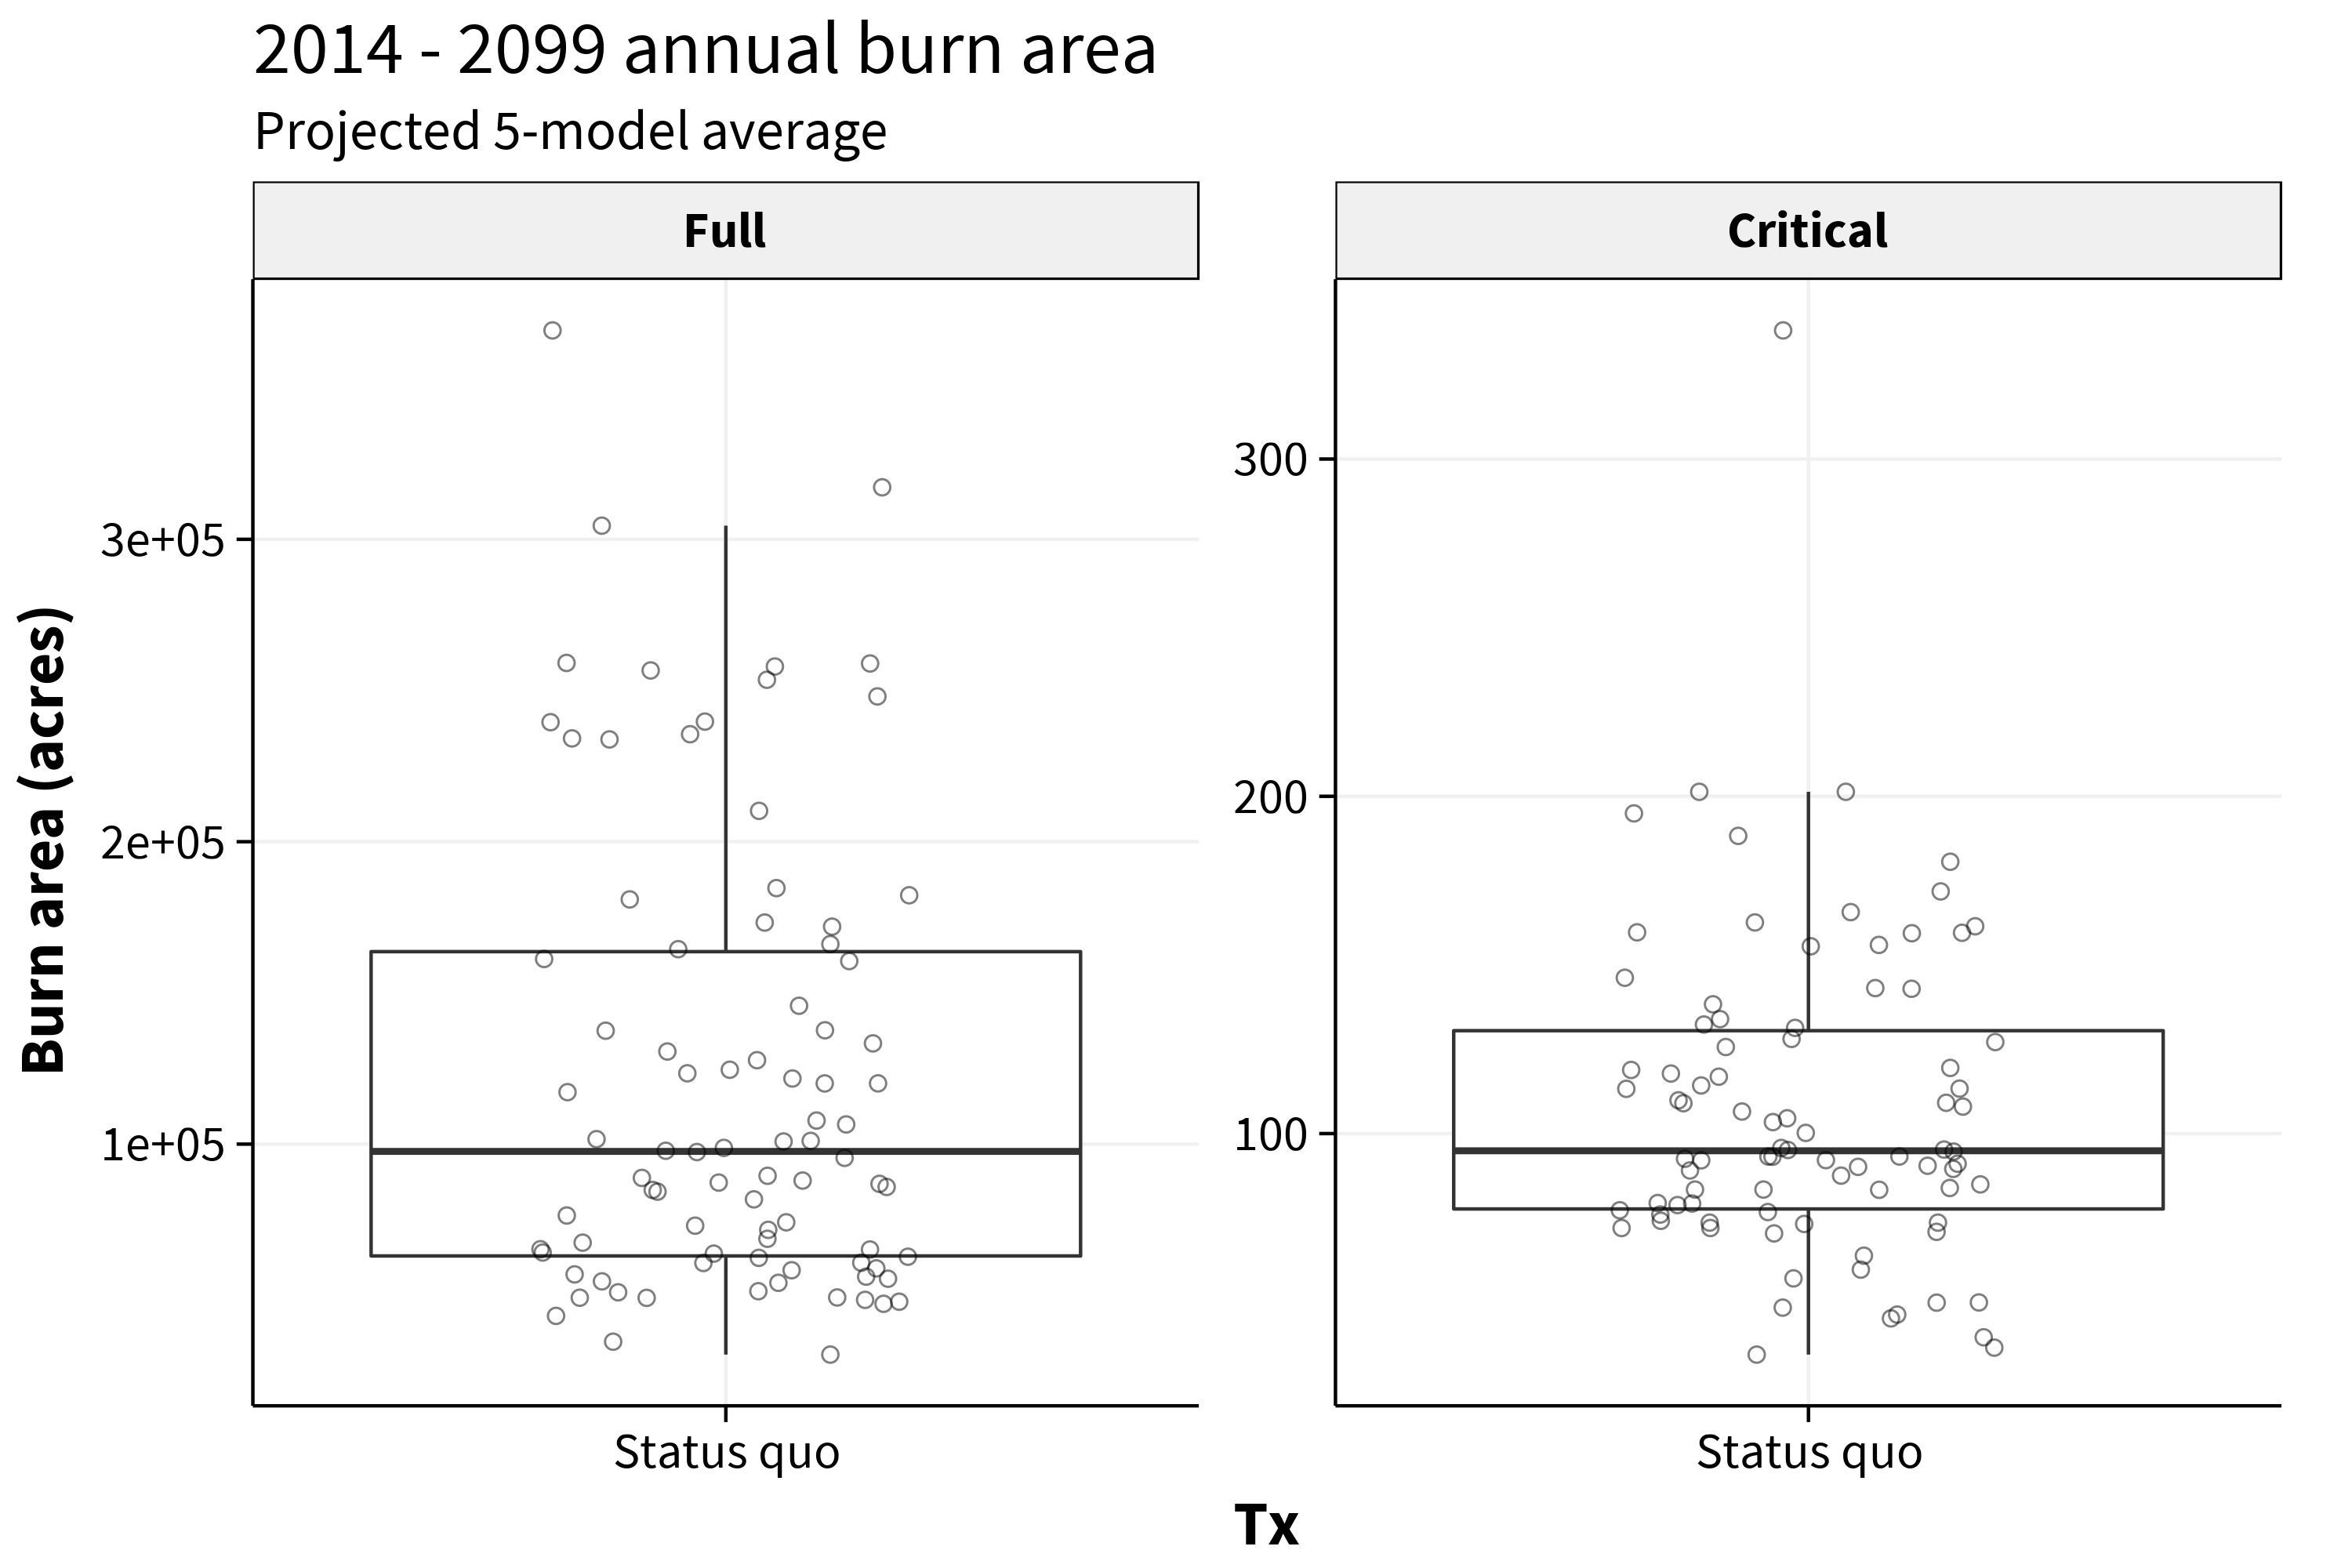 2014 - 2099 annual burn area
Projected 5-model average
Full
Critical
Burn area (acres)
3e+05
2e+05
1e+05
300
200
100
Status quo
Status quo
Tx